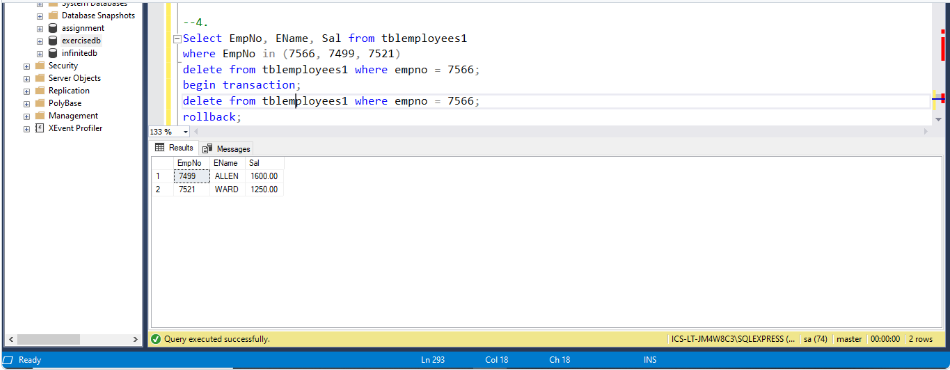 System Databases
Database Snapshots
assignment
exercisedb
infinitedb
Security
Server Objects
Replication
PolyBase
Management
XEvent Profiler
--4.
Select EmpNo, EName, Sal from tblemployees1
where EmpNo in (7566, 7499, 7521)
delete from tblemployees1 where empno = 7566;
begin transaction;
delete from tblemployees1 where empno = 7566;
rollback;
133 %
Results Messages
EmpNo EName Sal
1 7499 ALLEN 1600.00
2 7521 WARD 1250.00
Query executed successfully. ICS-LT-JM4W8C3\SQLEXPRESS (... sa (74) master 00:00:00 2 rows
Ready Ln 293 Col 18 Ch 18 INS